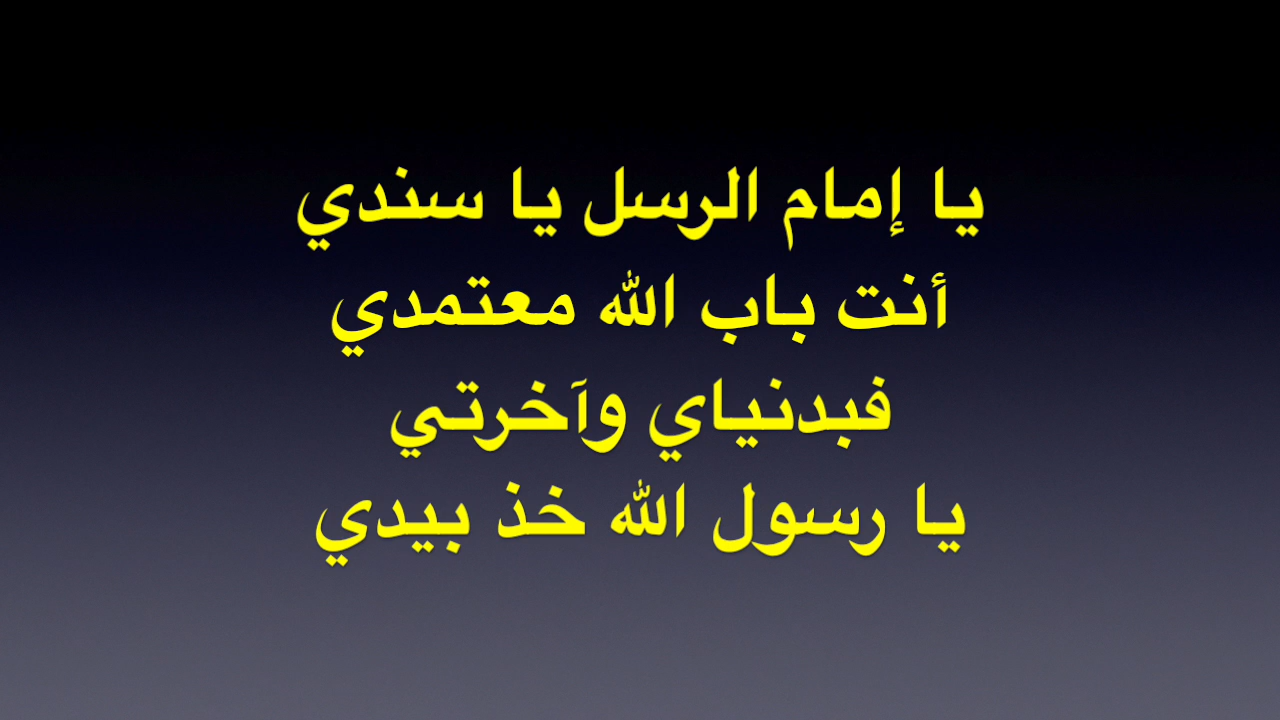 يا إمام الرسل يا سندي
أنت باب الله معتمدي
فبدنياي وآخرتي
يا رسول الله خذ بيدي